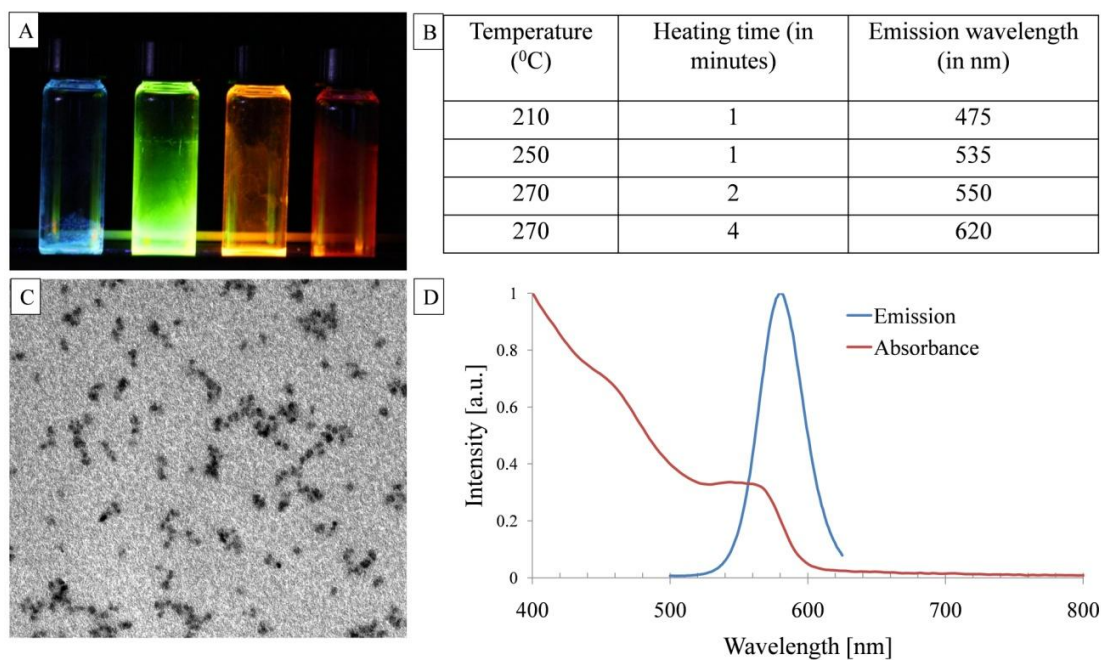 A
B
Temperature (⁰C)
Heating time (in minutes)
Emission wavelength (in nm)
210 1 475
250 1 535
270 2 550
270 4 620
C
D
Intensity [a.u.]
1
0.8
0.6
0.4
0.2
0
Emission
Absorbance
400 500 600 700 800
Wavelength [nm]